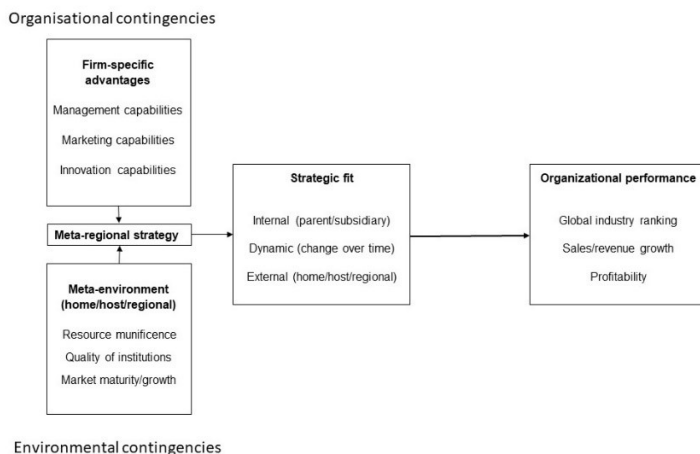 Organisational contingencies
Firm-specific
advantages
Management capabilities
Marketing capabilities
Innovation capabilities
Meta-regional strategy
Meta-environment
(home/host/regional)
Resource munificence
Quality of institutions
Market maturity/growth
Strategic fit
Internal (parent/subsidiary)
Dynamic (change over time)
External (home/host/regional)
Organizational performance
Global industry ranking
Sales/revenue growth
Profitability
Environmental contingencies